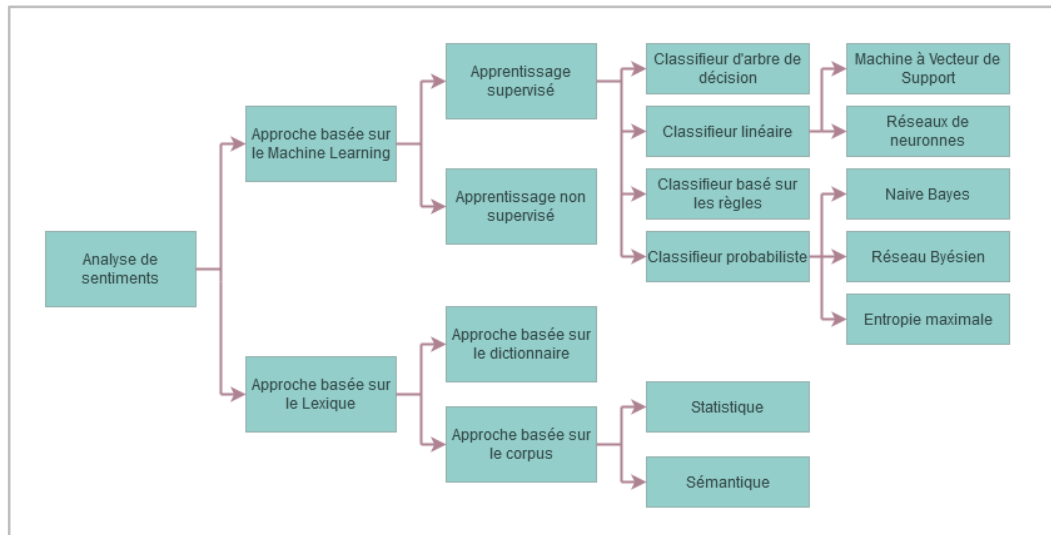 Analyse de
sentiments
Approche basée sur
le Machine Learning
Approche basée sur
le Lexique
Apprentissage
supervisé
Apprentissage non
supervisé
Approche basée sur
le dictionnaire
Approche basée sur
le corpus
Classifieur d'arbre de
décision
Classifieur linéaire
Classifieur basé sur
les règles
Classifieur probabiliste
Statistique
Sémantique
Machine à Vecteur de
Support
Réseaux de
neuronnes
Naive Bayes
Réseau Byésien
Entropie maximale